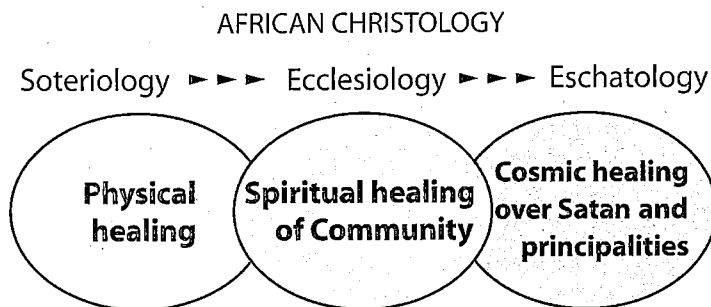 AFRICAN CHRISTOLOGY
Soteriology ►►► Ecclesiology ►►► Eschatology
Physical
healing
Spiritual healing
of Community
Cosmic healing
over Satan and
principalities